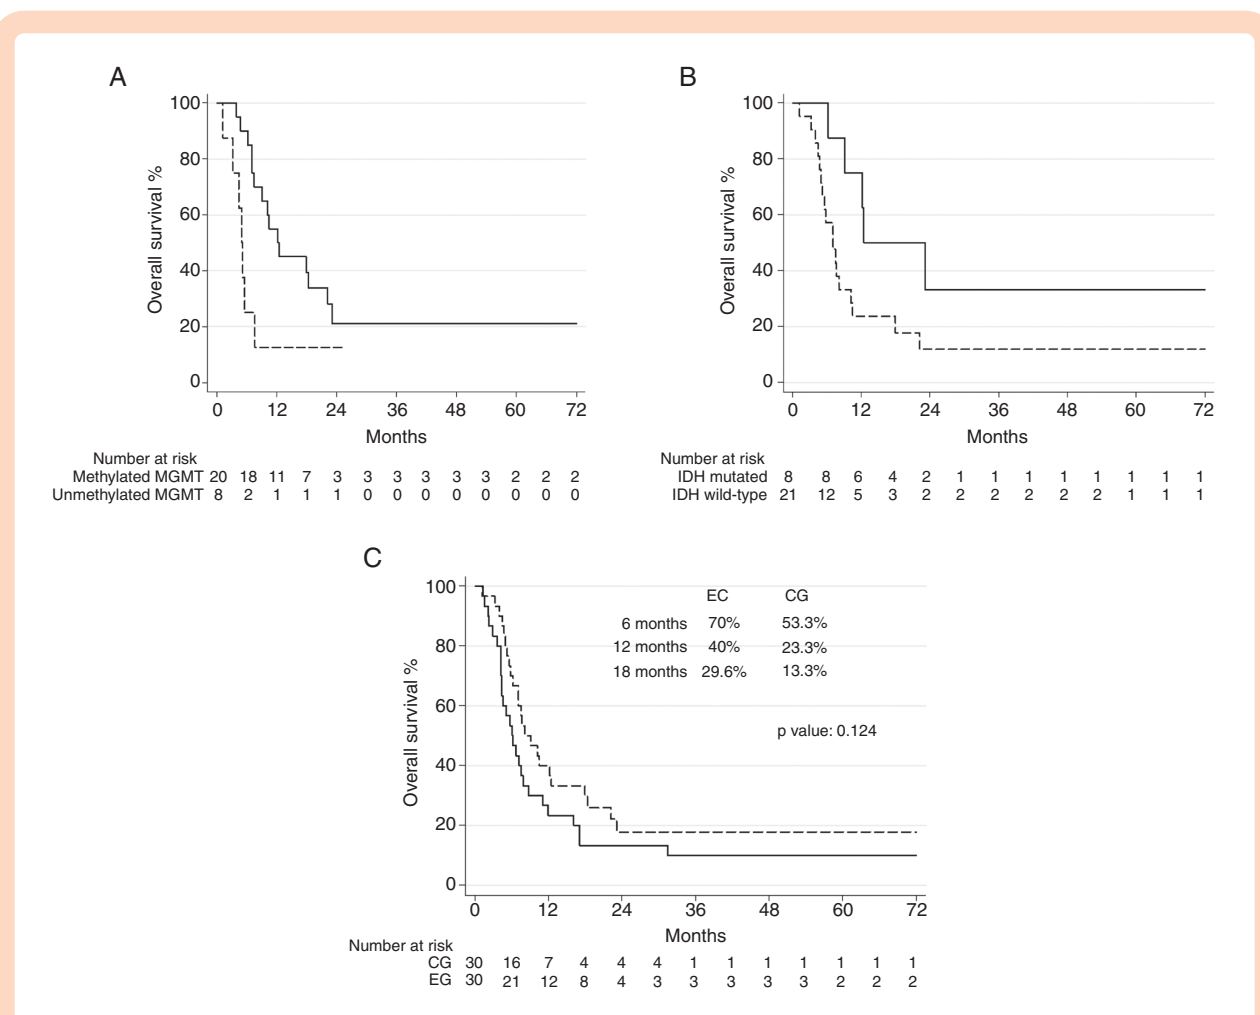 A
Overall survival %
100
80
60
40
20
0
0 12 24 36 48 60 72
Months
Number at risk
Methylated MGMT 20 18 11 7 3 3 3 3 3 3 2 2 2
Unmethylated MGMT 8 2 1 1 1 0 0 0 0 0 0 0 0
B
Overall survival %
100
80
60
40
20
0
0 12 24 36 48 60 72
Months
Number at risk
IDH mutated 8 8 6 4 2 1 1 1 1 1 1 1 1
IDH wild-type 21 12 5 3 2 2 2 2 2 2 1 1 1
C
Overall survival %
100
80
60
40
20
0
EC CG
6 months 70% 53.3%
12 months 40% 23.3%
18 months 29.6% 13.3%
p value: 0.124
0 12 24 36 48 60 72
Months
Number at risk
CG 30 16 7 4 4 4 1 1 1 1 1 1 1
EG 30 21 12 8 4 3 3 3 3 3 2 2 2